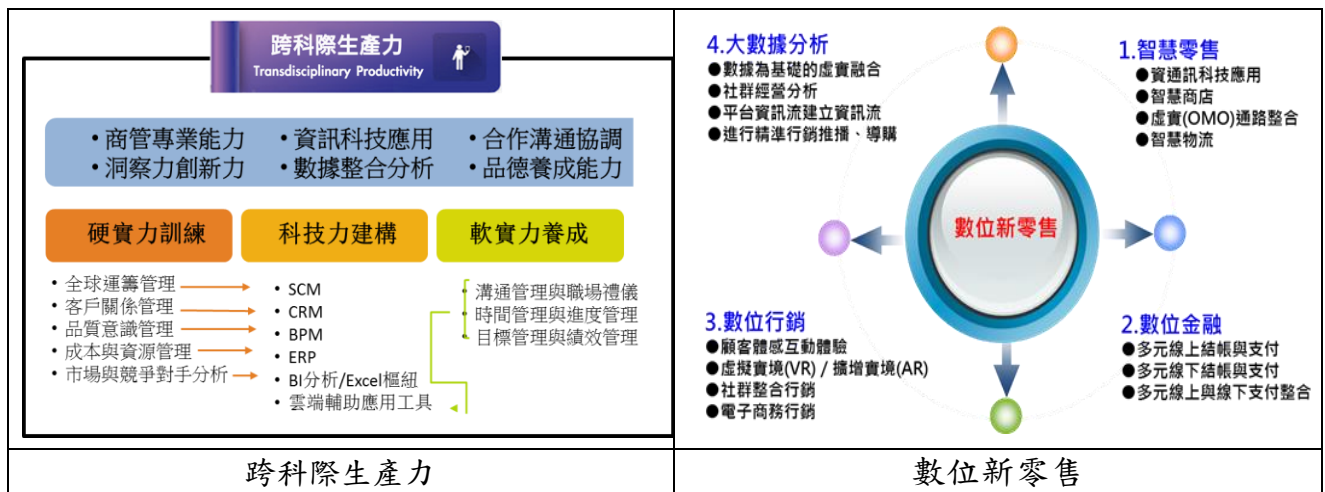 跨科際生產力
Transdisciplinary Productivity
•商管專業能力 •資訊科技應用 •合作溝通協調
•洞察力創新力 •數據整合分析 •品德養成能力
硬實力訓練
• 全球運籌管理
• 客戶關係管理
• 品質意識管理
• 成本與資源管理
• 市場與競爭對手分析
科技力建構
• SCM
• CRM
• BPM
• ERP
• BI分析/Excel樞紐
• 雲端輔助應用工具
軟實力養成
• 溝通管理與職場禮儀
• 時間管理與進度管理
• 目標管理與績效管理
跨科際生產力
4.大數據分析
●數據為基礎的虛實融合
●社群經營分析
●平台資訊流建立資訊流
●進行精準行銷推播、導購
1.智慧零售
●資通訊科技應用
●智慧商店
●虛實(OMO)通路整合
●智慧物流
數位新零售
3.數位行銷
●顧客體感互動體驗
●虛擬實境(VR) / 擴增實境(AR)
●社群整合行銷
●電子商務行銷
2.數位金融
●多元線上結帳與支付
●多元線下結帳與支付
●多元線上與線下支付整合
數位新零售